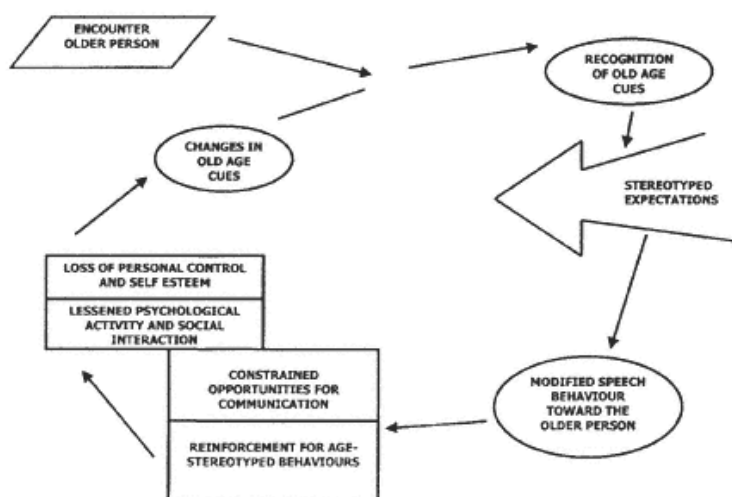 ENCOUNTER
OLDER PERSON
RECOGNITION
OF OLD AGE
CUES
CHANGES IN
OLD AGE
CUES
STEREOTYPED
EXPECTATIONS
LOSS OF PERSONAL CONTROL
AND SELF ESTEEM
LESSENED PSYCHOLOGICAL
ACTIVITY AND SOCIAL
INTERACTION
CONSTRAINED
OPPORTUNITIES FOR
COMMUNICATION
REINFORCEMENT FOR AGE-
STEREOTYPED BEHAVIOURS
MODIFIED SPEECH
BEHAVIOUR
TOWARD THE
OLDER PERSON